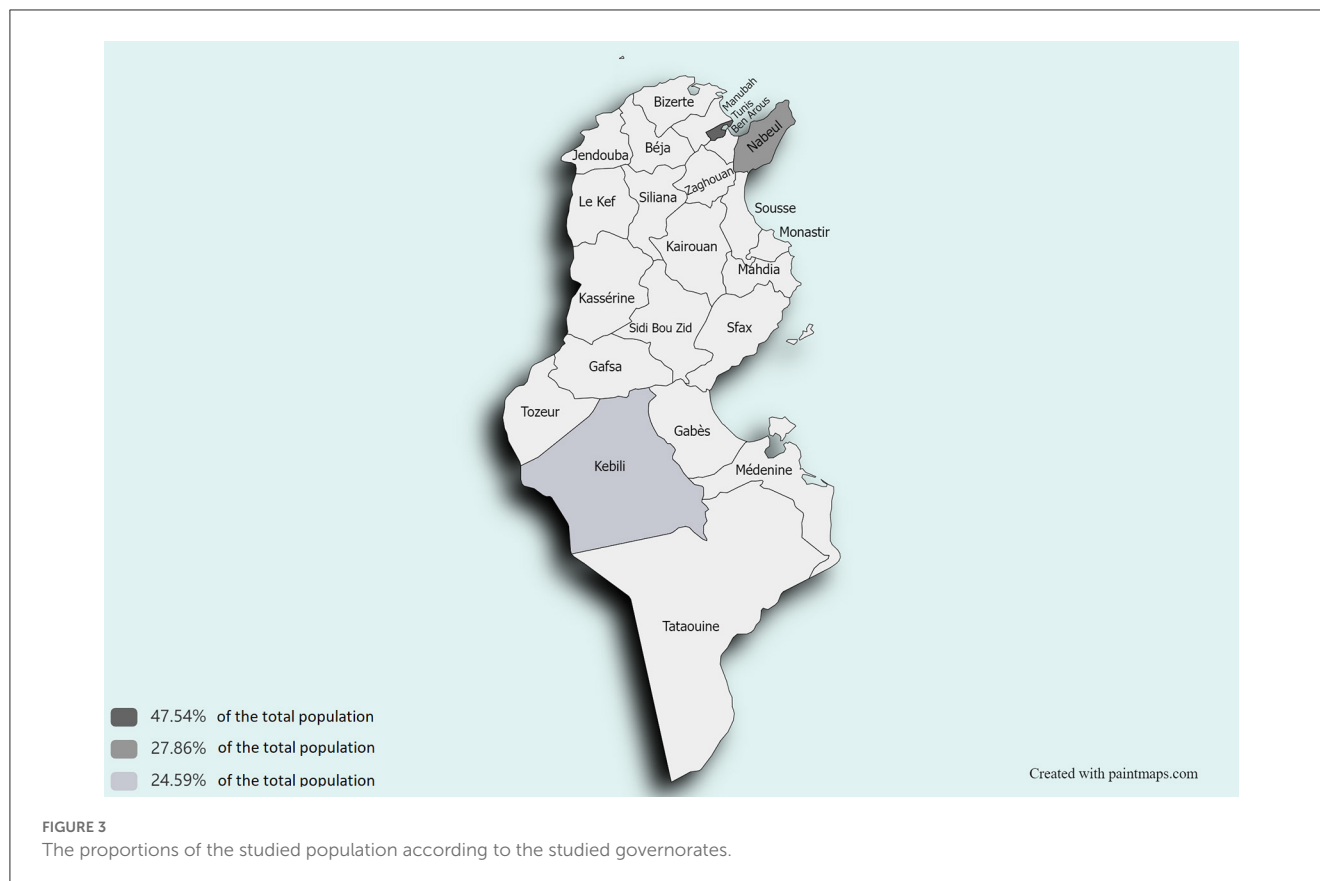 Bizerte
Manubah
Tunis
Ben Arous
Nabeul
Jendouba
Béja
Zaghouan
Le Kef
Siliana
Sousse
Monastir
Kairouan
Mahdia
Kassérine
Sidi Bou Zid
Sfax
Gafsa
Tozeur
Gabès
Kebili
Médenine
Tataouine
47.54% of the total population
27.86% of the total population
24.59% of the total population
Created with paintmaps.com
FIGURE 3
The proportions of the studied population according to the studied governorates.